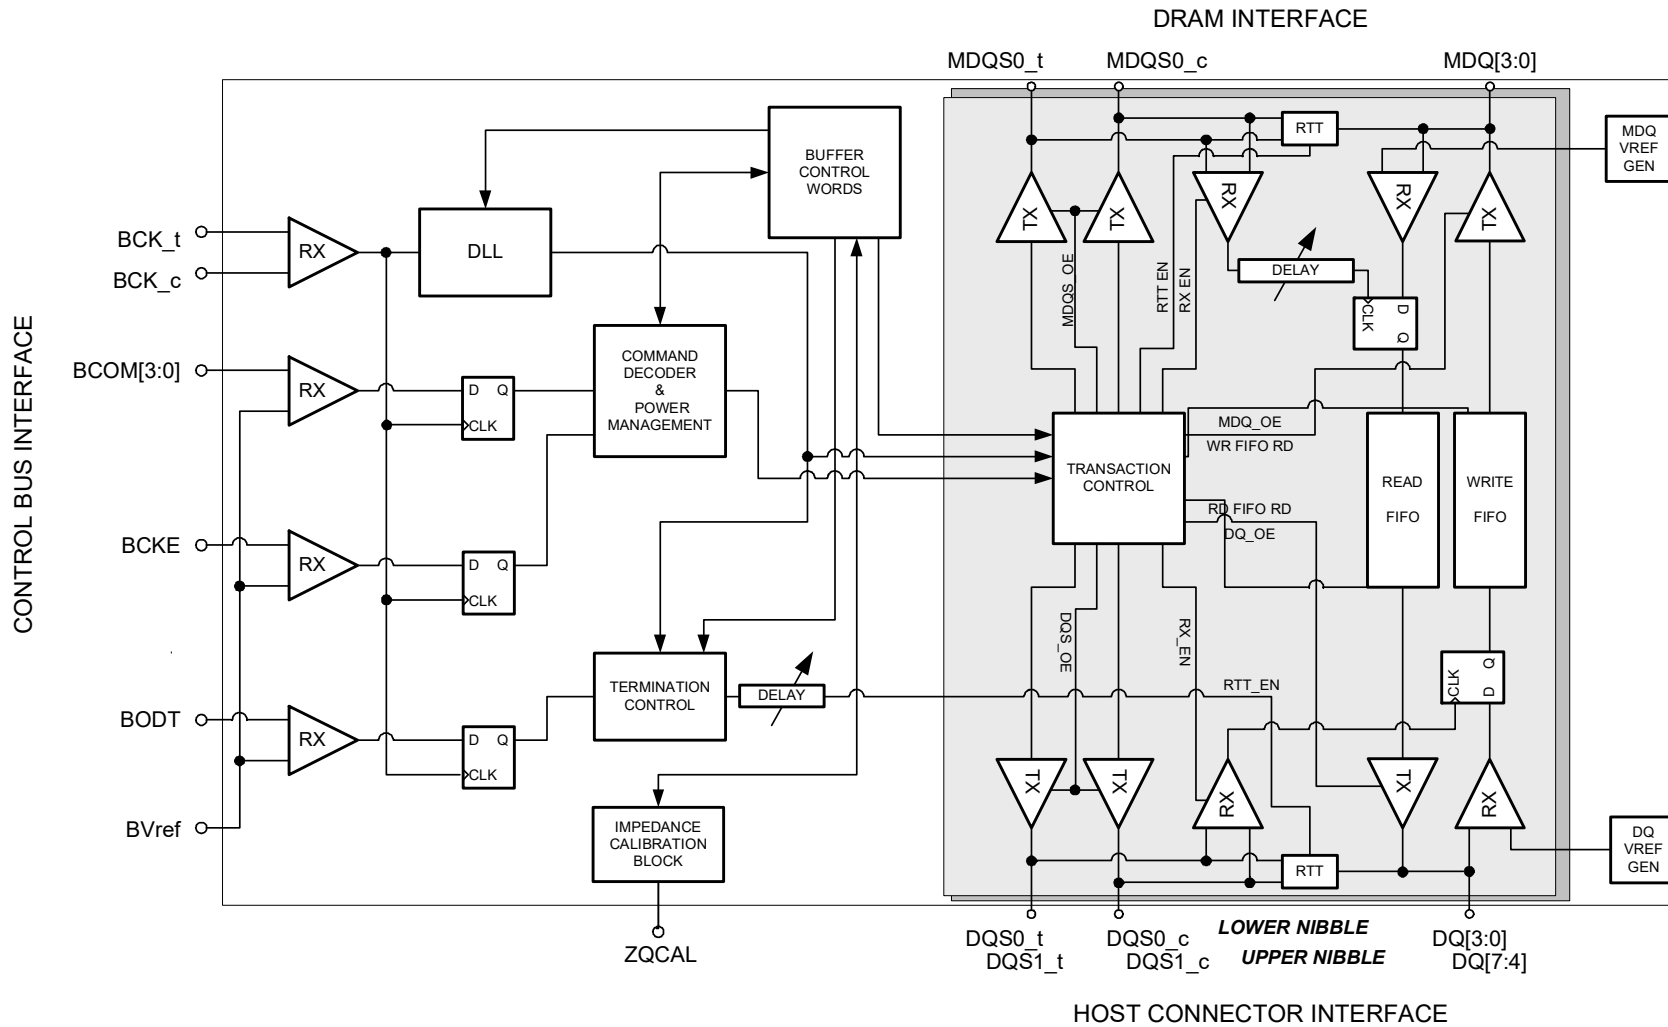 DRAM INTERFACE
MDQS0_t
MDQS0_c
MDQ[3:0]
RTT
MDQ
VREF
GEN
BUFFER
CONTROL
WORDS
BCK_t
BCK_c
RX
DLL
TX
TX
RX
RX
TX
MDQS_OE
RTT EN
RX EN
DELAY
CLK
D
Q
CONTROL BUS INTERFACE
BCOM[3:0]
RX
D Q
CLK
COMMAND
DECODER
&
POWER
MANAGEMENT
TRANSACTION
CONTROL
MDQ_OE
WR FIFO RD
RD FIFO RD
DQ_OE
READ
FIFO
WRITE
FIFO
BCKE
RX
D Q
CLK
DQS_OE
RX_EN
CLK
Q
D
TERMINATION
CONTROL
DELAY
RTT_EN
BODT
RX
D Q
CLK
TX
TX
RX
TX
RX
BVref
IMPEDANCE
CALIBRATION
BLOCK
RTT
DQ
VREF
GEN
ZQCAL
DQS0_t
DQS1_t
DQS0_c
DQS1_c
LOWER NIBBLE
UPPER NIBBLE
DQ[3:0]
DQ[7:4]
HOST CONNECTOR INTERFACE